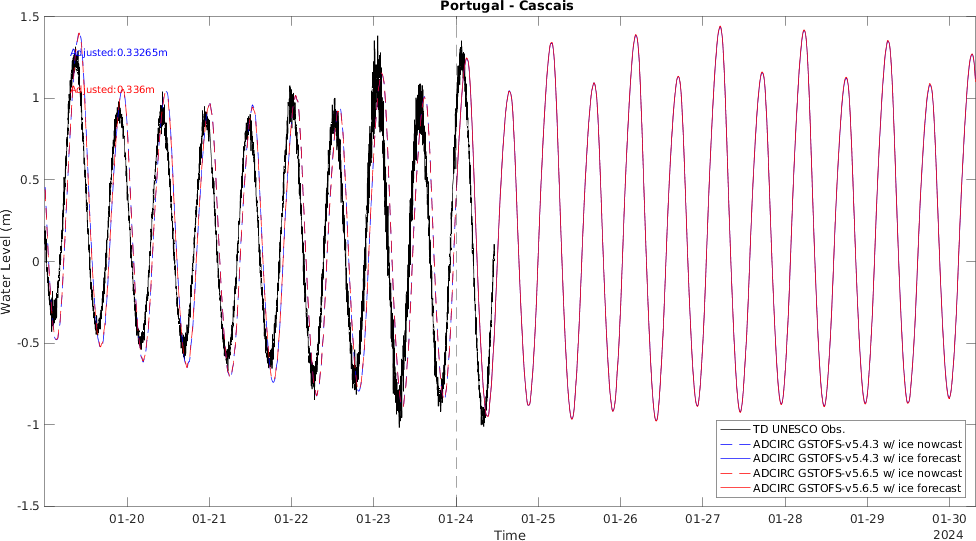 Portugal - Cascais
1.5
1
0.5
0
-0.5
-1
-1.5
Water Level (m)
Adjusted:0.33265m
Adjusted:0.336m
TD UNESCO Obs.
ADCIRC GSTOFS-v5.4.3 w/ ice nowcast
ADCIRC GSTOFS-v5.4.3 w/ ice forecast
ADCIRC GSTOFS-v5.6.5 w/ ice nowcast
ADCIRC GSTOFS-v5.6.5 w/ ice forecast
01-20 01-21 01-22 01-23 01-24 01-25 01-26 01-27 01-28 01-29 01-30
Time
2024